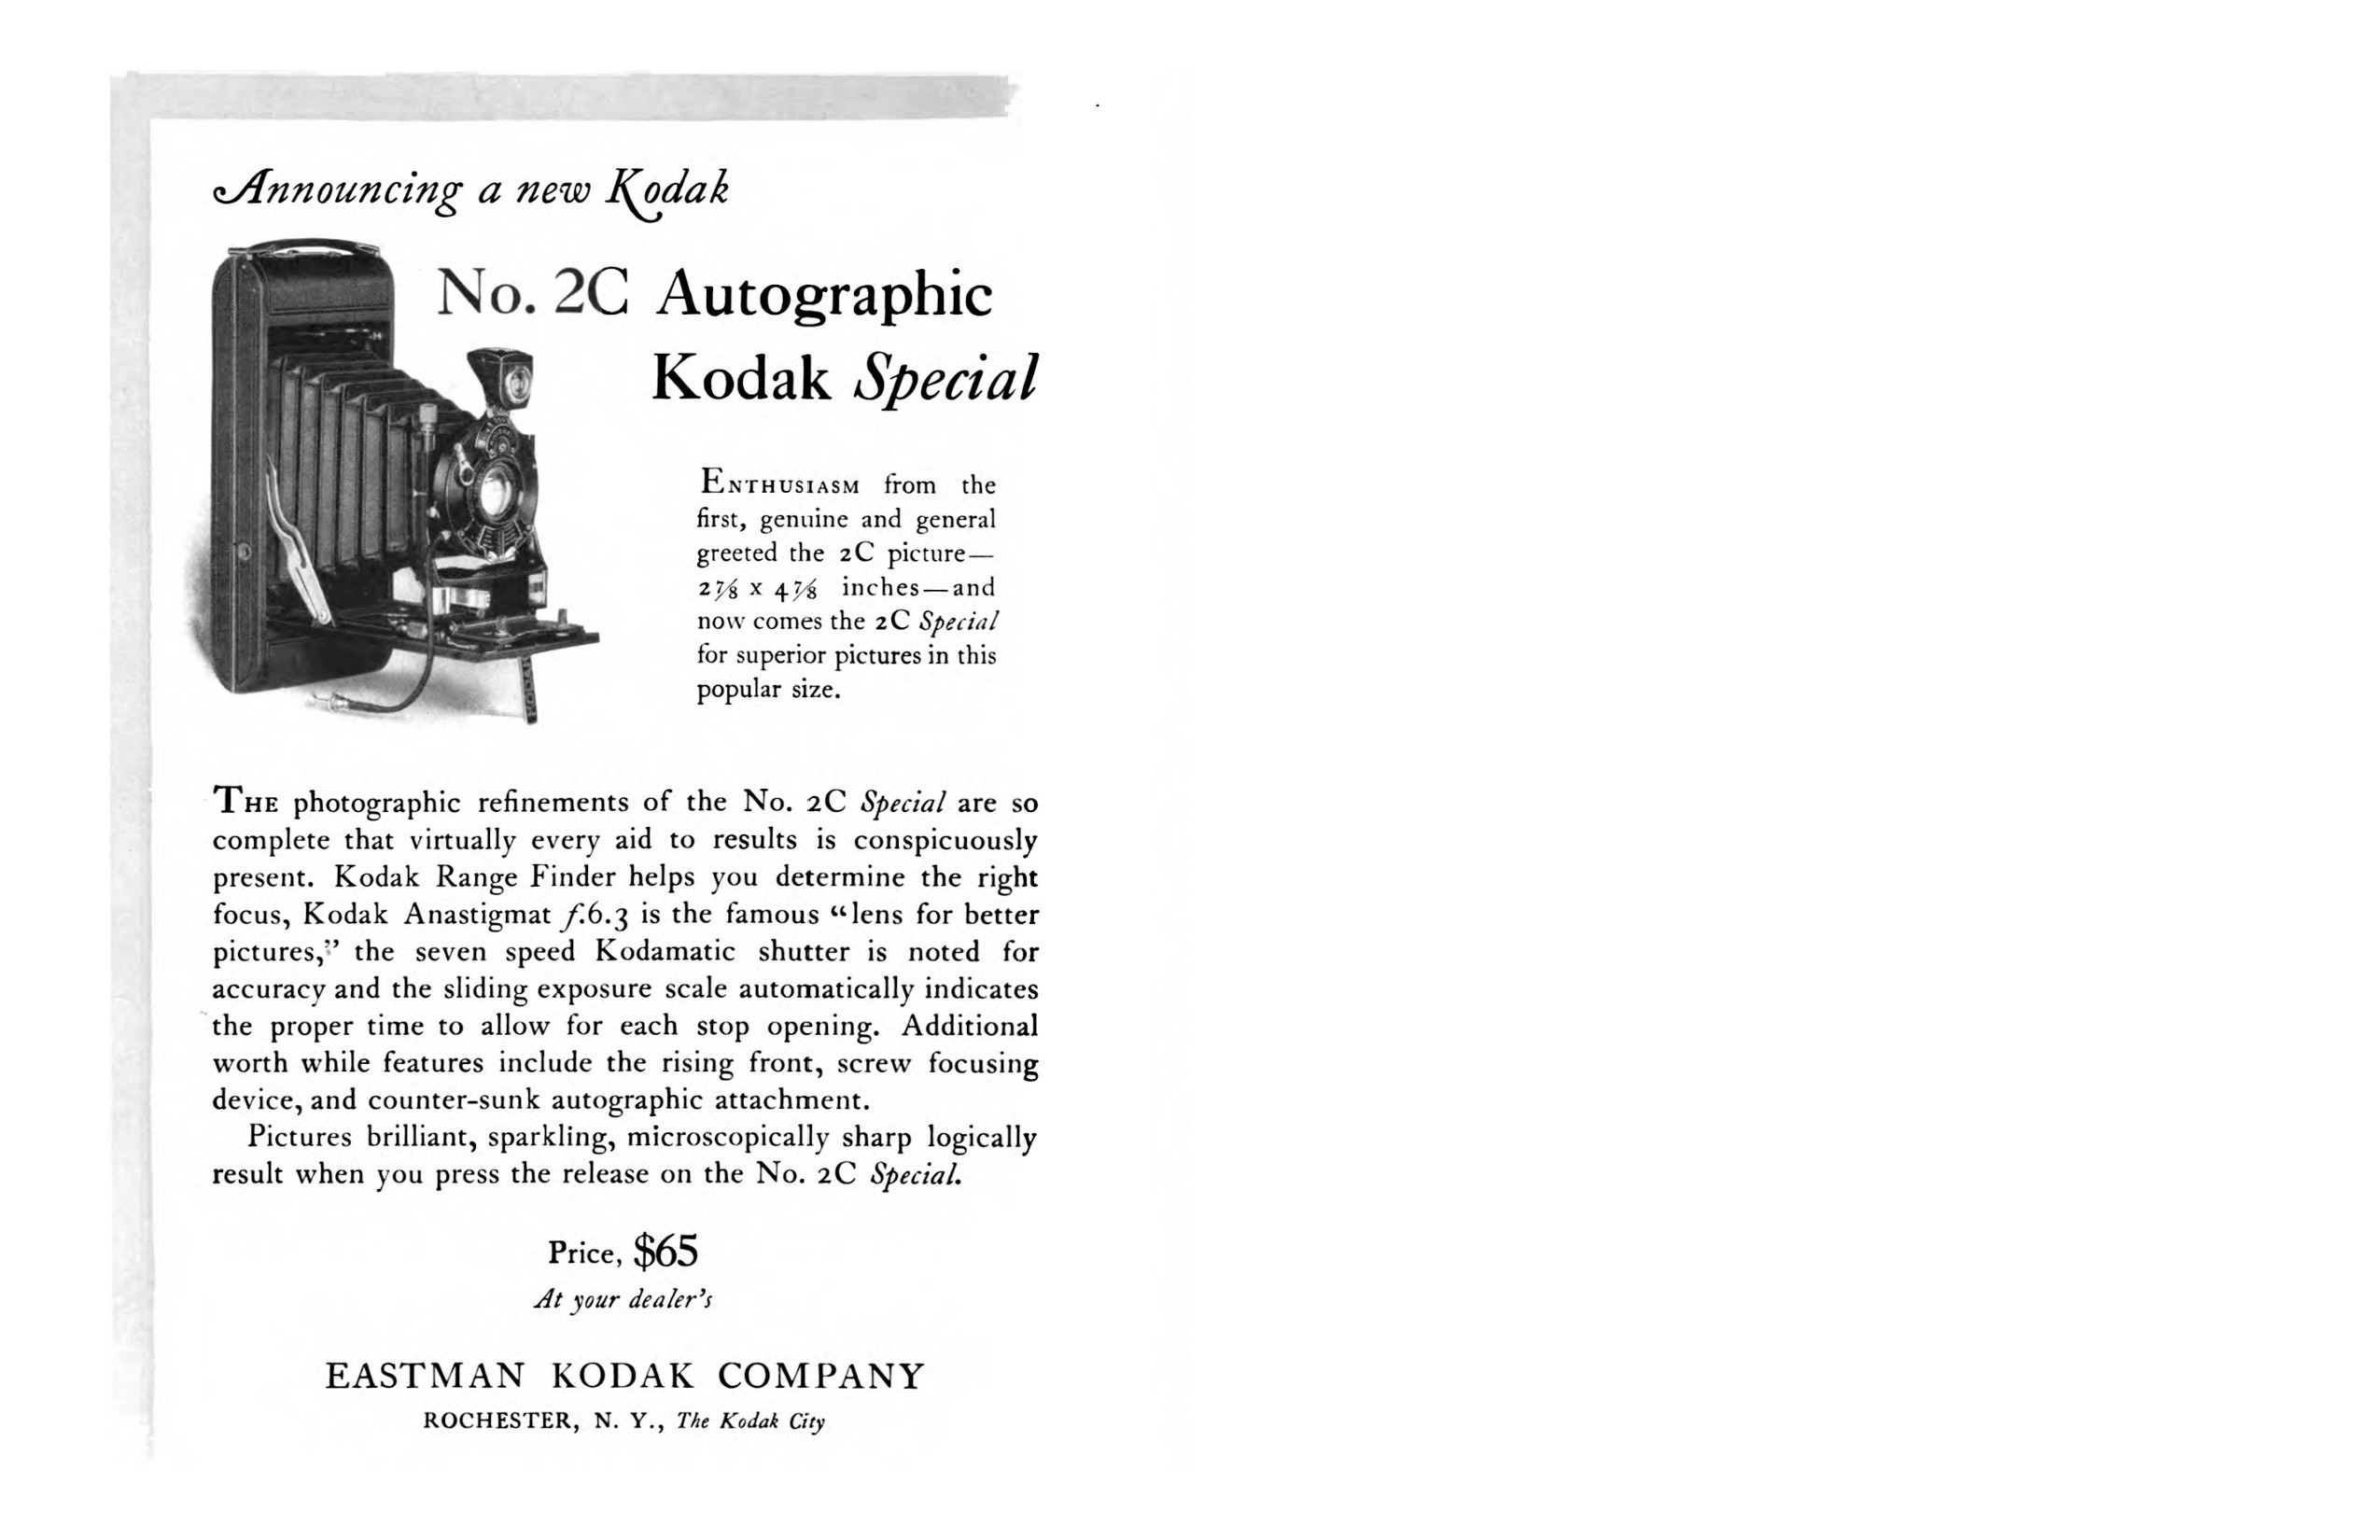 Announcing a new Kodak
No. 2C Autographic
Kodak Special
ENTHUSIASM from the
first, genuine and general
greeted the 2C picture—
2⅞ x 4⅞ inches—and
now comes the 2C Special
for superior pictures in this
popular size.
THE photographic refinements of the No. 2C Special are so
complete that virtually every aid to results is conspicuously
present. Kodak Range Finder helps you determine the right
focus, Kodak Anastigmat f.6.3 is the famous “lens for better
pictures,” the seven speed Kodamatic shutter is noted for
accuracy and the sliding exposure scale automatically indicates
the proper time to allow for each stop opening. Additional
worth while features include the rising front, screw focusing
device, and counter-sunk autographic attachment.
Pictures brilliant, sparkling, microscopically sharp logically
result when you press the release on the No. 2C Special.
Price, $65
At your dealer's
EASTMAN KODAK COMPANY
ROCHESTER, N. Y., The Kodak City